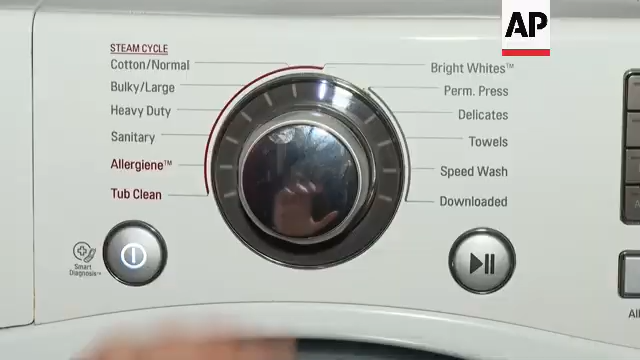 AP
STEAM CYCLE
Cotton/Normal
Bulky/Large
Heavy Duty
Sanitary
Allergiene™
Tub Clean
Bright Whites™
Perm. Press
Delicates
Towels
Speed Wash
Downloaded
Smart
Diagnosis™